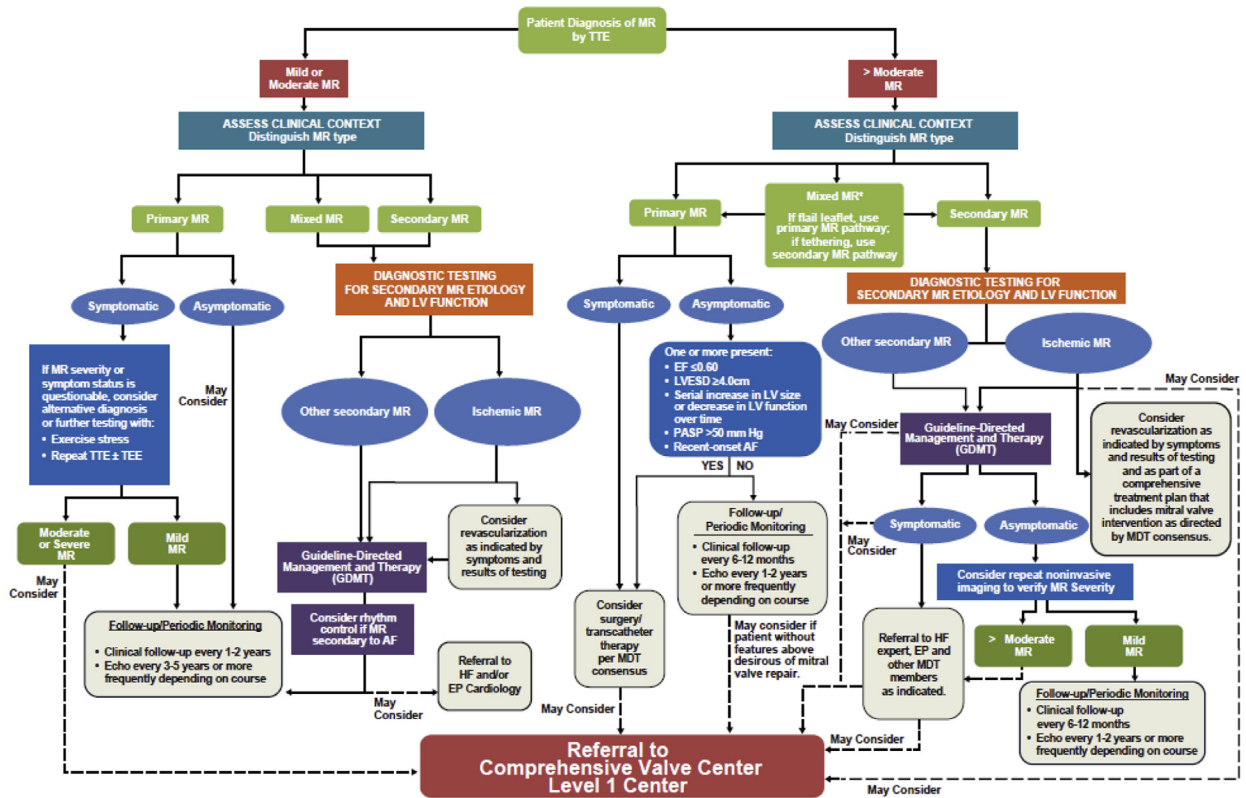 Patient Diagnosis of MR
by TTE
Mild or
Moderate MR
> Moderate
MR
ASSESS CLINICAL CONTEXT
Distinguish MR type
ASSESS CLINICAL CONTEXT
Distinguish MR type
Primary MR
Mixed MR
Secondary MR
Primary MR
Mixed MR*
If flail leaflet, use
primary MR pathway;
if tethering, use
secondary MR pathway
Secondary MR
DIAGNOSTIC TESTING
FOR SECONDARY MR ETIOLOGY
AND LV FUNCTION
DIAGNOSTIC TESTING FOR
SECONDARY MR ETIOLOGY AND LV FUNCTION
Symptomatic
Asymptomatic
Symptomatic
Asymptomatic
Other secondary MR
Ischemic MR
If MR severity or
symptom status is
questionable, consider
alternative diagnosis
or further testing with:
• Exercise stress
• Repeat TTE ± TEE
May
Consider
Other secondary MR
Ischemic MR
One or more present:
• EF ≤0.60
• LVESD ≥4.0cm
• Serial increase in LV size
or decrease in LV function
over time
• PASP >50 mm Hg
• Recent-onset AF
YES
NO
May Consider
May Consider
Guideline-Directed
Management and Therapy
(GDMT)
Consider
revascularization as
indicated by symptoms
and results of testing
and as part of a
comprehensive
treatment plan that
includes mitral valve
intervention as directed
by MDT consensus.
Moderate
or Severe
MR
Mild
MR
May
Consider
Guideline-Directed
Management and Therapy
(GDMT)
Consider
revascularization
as indicated by
symptoms and
results of testing
Consider rhythm
control if MR
secondary to AF
Follow-up/
Periodic Monitoring
• Clinical follow-up
every 6-12 months
• Echo every 1-2 years
or more frequently
depending on course
Symptomatic
Asymptomatic
May
Consider
Consider repeat noninvasive
imaging to verify MR Severity
Follow-up/Periodic Monitoring
• Clinical follow-up every 1-2 years
• Echo every 3-5 years or more
frequently depending on course
May
Consider
Referral to
HF and/or
EP Cardiology
Consider
surgery/
transcatheter
therapy
per MDT
consensus
May Consider
May consider if
patient without
features above
desirous of mitral
valve repair.
Referral to HF
expert, EP and
other MDT
members
as indicated.
> Moderate
MR
Mild
MR
Follow-up/Periodic Monitoring
• Clinical follow-up
every 6-12 months
• Echo every 1-2 years or more
frequently depending on course
May Consider
Referral to
Comprehensive Valve Center
Level 1 Center
May Consider